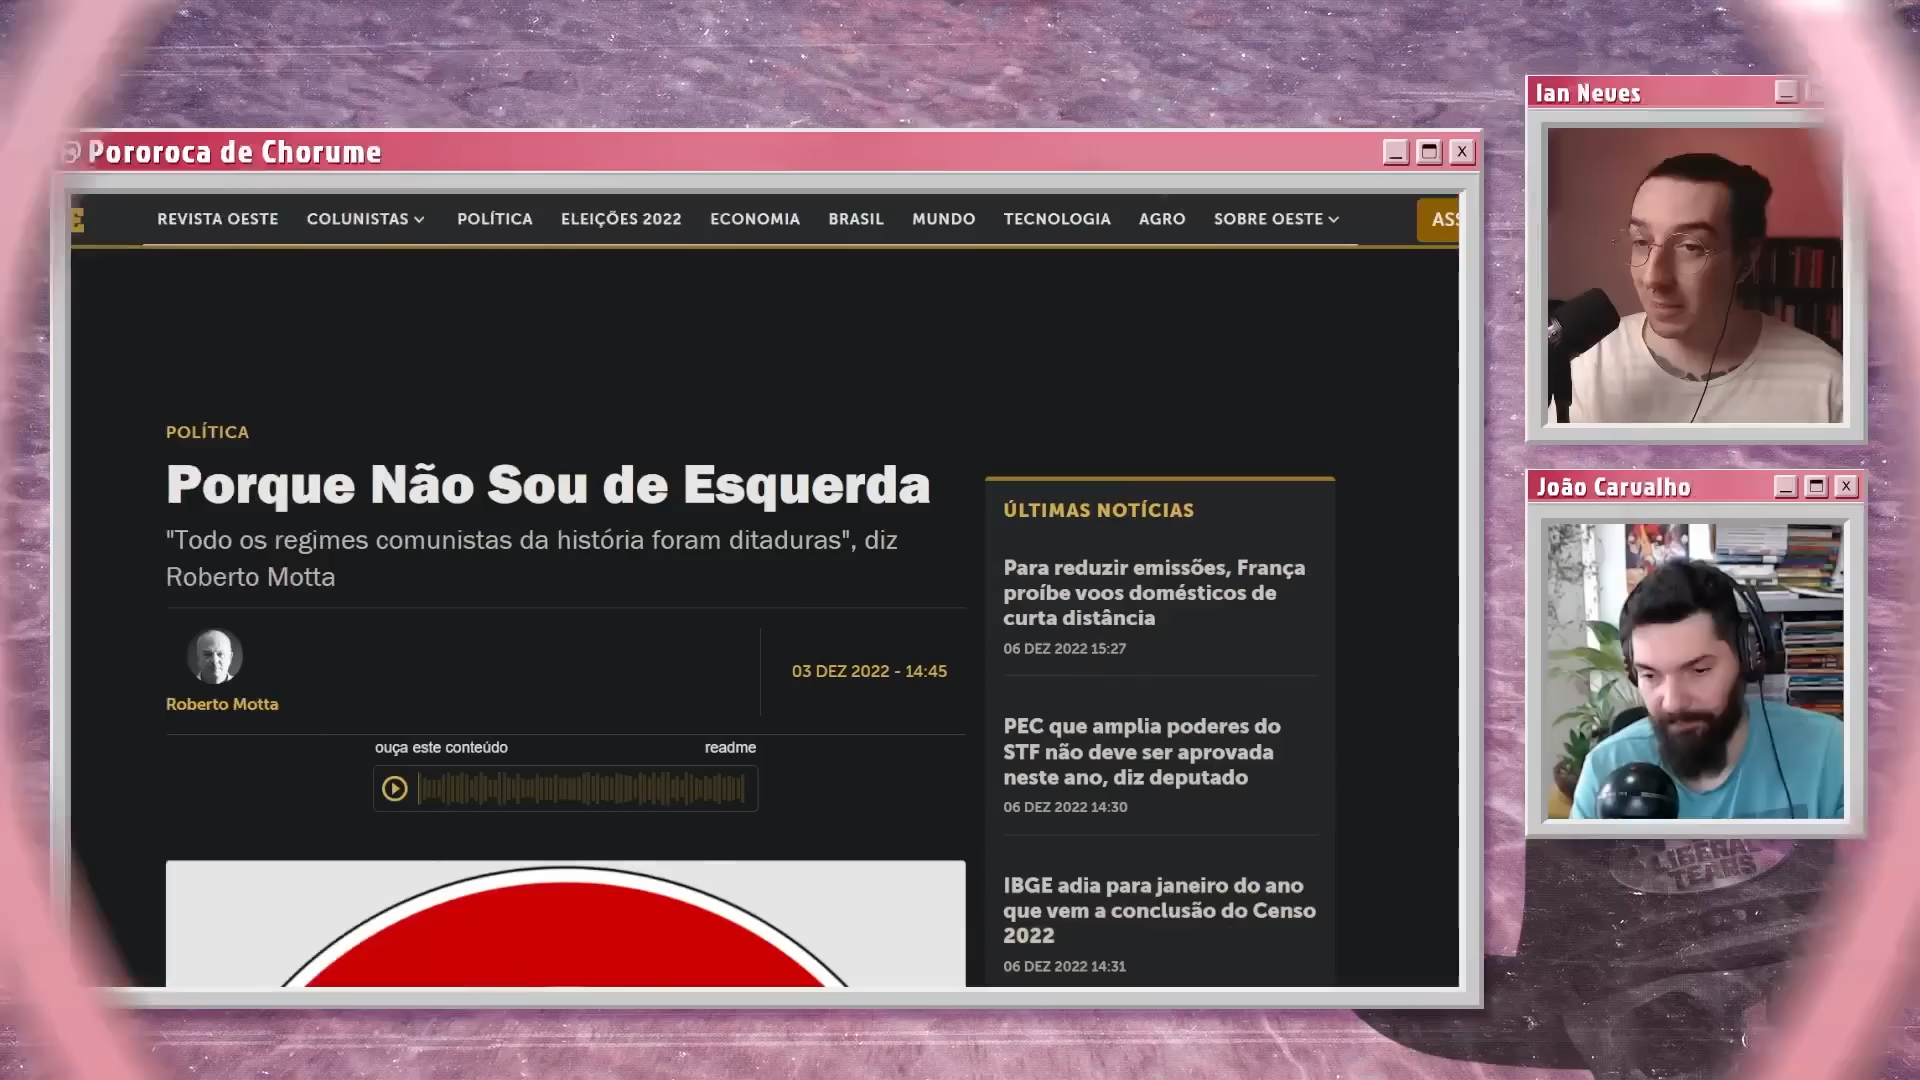 Pororoca de Chorume
X
E
REVISTA OESTE
COLUNISTAS
POLÍTICA
ELEIÇÕES 2022
ECONOMIA
BRASIL
MUNDO
TECNOLOGIA
AGRO
SOBRE OESTE
ASS
POLÍTICA
Porque Não Sou de Esquerda
"Todo os regimes comunistas da história foram ditaduras", diz
Roberto Motta
Roberto Motta
03 DEZ 2022 - 14:45
ouça este conteúdo
readme
ÚLTIMAS NOTÍCIAS
Para reduzir emissões, França
proíbe voos domésticos de
curta distância
06 DEZ 2022 15:27
PEC que amplia poderes do
STF não deve ser aprovada
neste ano, diz deputado
06 DEZ 2022 14:30
IBGE adia para janeiro do ano
que vem a conclusão do Censo
2022
06 DEZ 2022 14:31
Ian Neves
João Carvalho
X
LIBERAL
TEARS